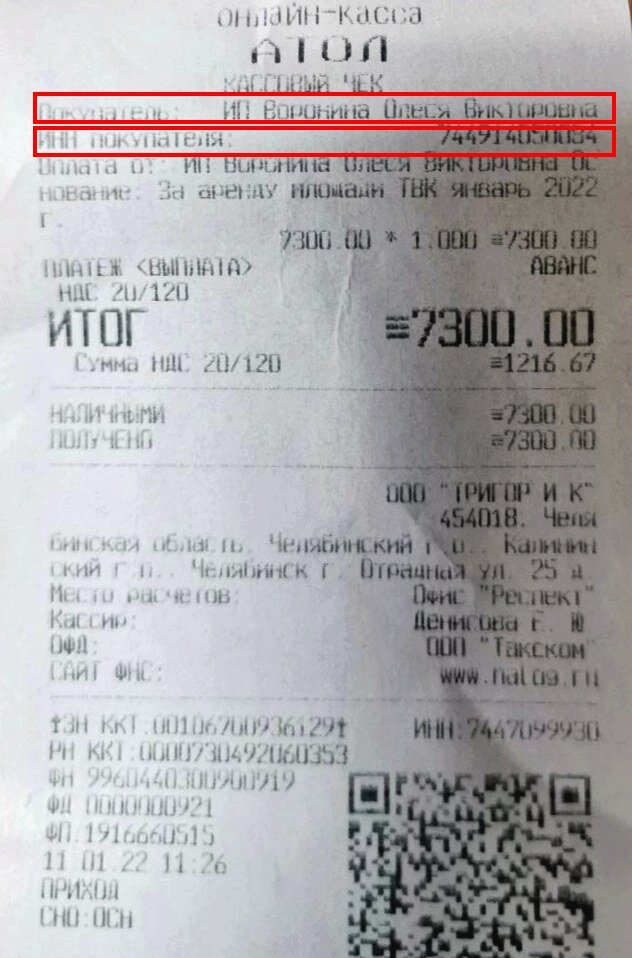 ОНЛАЙН-КАССА
АТОЛ
КАССОВЫЙ ЧЕК
Покупатель: ИП Воронина Олеся Викторовна
ИНН покупателя: 744914050034
Оплата от: ИП Воронина Олеся Викторовна Ос
нование: За аренду площади ТВК январь 2022
г.
7300.00 * 1.000 ≡7300.00
ПЛАТЕЖ <ВЫПЛАТА> АВАНС
НДС 20/120
ИТОГ ≡7300.00
Сумма НДС 20/120 ≡1216.67
НАЛИЧНЫМИ ≡7300.00
ПОЛУЧЕНО ≡7300.00
ООО "ТРИГОР И К"
454018, Челя
бинская область, Челябинский г.о., Калинин
ский г.п., Челябинск г, Отрадная ул, 25 д
Место расчетов: Офис "Респект"
Кассир: Денисова Е. Ю
ОФД: ООО "Такском"
САЙТ ФНС: www.nalog.ru
ЗН ККТ:00106700936129 ИНН:7447099930
РН ККТ:0000730492060353
ФН 9960440300900919
ФД 0000000921
ФП:1916660515
11.01.22 11:26
ПРИХОД
СНО:ОСН